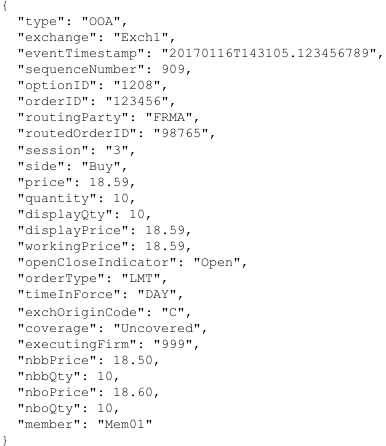 {
"type": "OOA",
"exchange": "Exch1",
"eventTimestamp": "20170116T143105.123456789",
"sequenceNumber": 909,
"optionID": "1208",
"orderID": "123456",
"routingParty": "FRMA",
"routedOrderID": "98765",
"session": "3",
"side": "Buy",
"price": 18.59,
"quantity": 10,
"displayQty": 10,
"displayPrice": 18.59,
"workingPrice": 18.59,
"openCloseIndicator": "Open",
"orderType": "LMT",
"timeInForce": "DAY",
"exchOriginCode": "C",
"coverage": "Uncovered",
"executingFirm": "999",
"nbbPrice": 18.50,
"nbbQty": 10,
"nboPrice": 18.60,
"nboQty": 10,
"member": "Mem01"
}